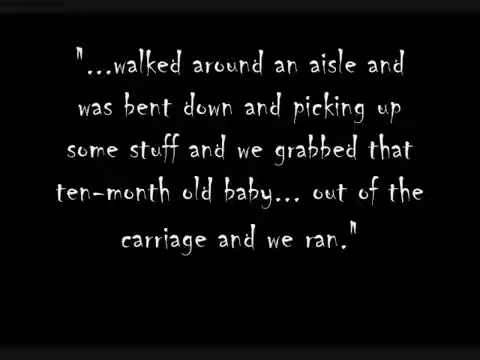 "...walked around an aisle and
was bent down and picking up
some stuff and we grabbed that
ten-month old baby... out of the
carriage and we ran."